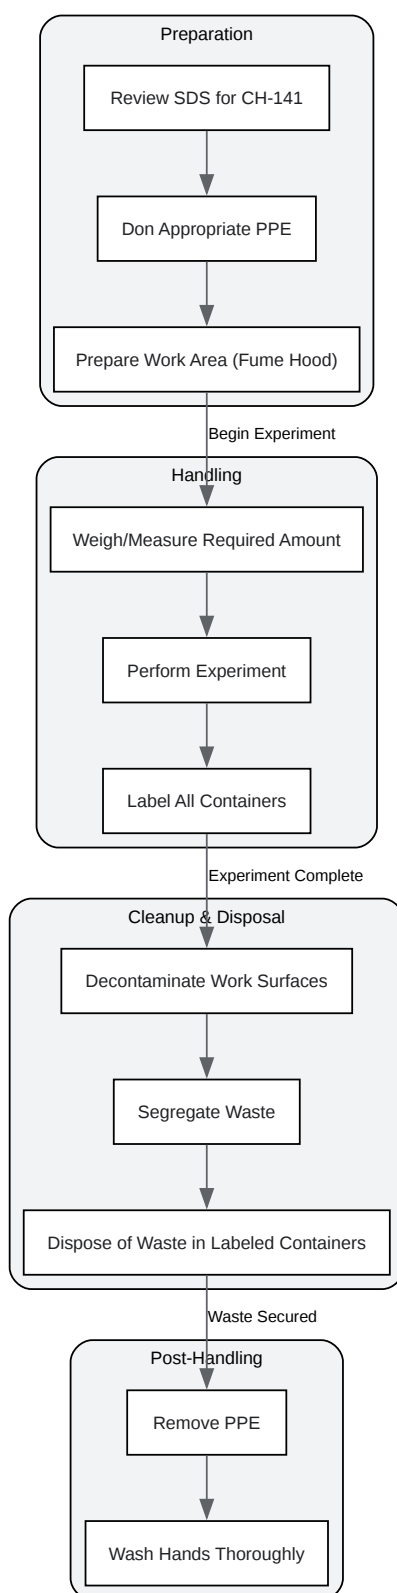 Preparation
Review SDS for CH-141
Don Appropriate PPE
Prepare Work Area (Fume Hood)
Begin Experiment
Handling
Weigh/Measure Required Amount
Perform Experiment
Label All Containers
Experiment Complete
Cleanup & Disposal
Decontaminate Work Surfaces
Segregate Waste
Dispose of Waste in Labeled Containers
Waste Secured
Post-Handling
Remove PPE
Wash Hands Thoroughly